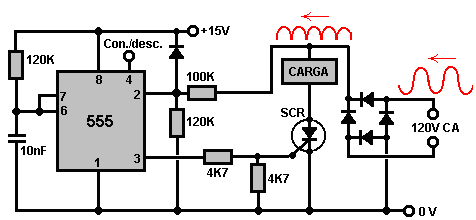 +15V
Con./desc.
120K
8
4
2
100K
CARGA
7
6
555
SCR
120K
120V CA
10nF
1
3
4K7
4K7
0 V